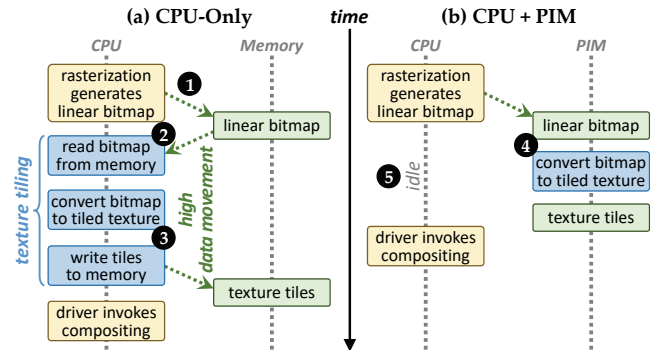 (a) CPU-Only
time
(b) CPU + PIM
CPU
Memory
CPU
PIM
rasterization
generates
linear bitmap
1
linear bitmap
2
read bitmap
from memory
convert bitmap
to tiled texture
3
write tiles
to memory
texture tiling
high
data movement
texture tiles
driver invokes
compositing
rasterization
generates
linear bitmap
linear bitmap
4
convert bitmap
to tiled texture
5
idle
texture tiles
driver invokes
compositing